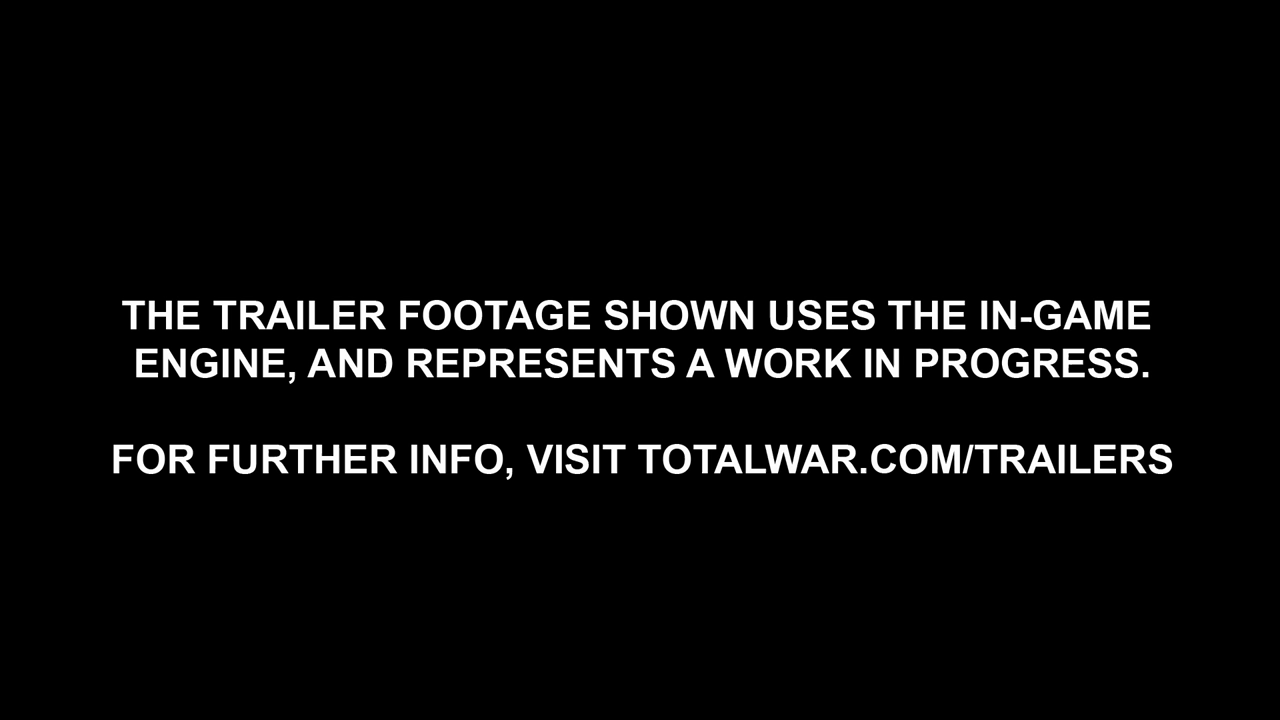 THE TRAILER FOOTAGE SHOWN USES THE IN-GAME
ENGINE, AND REPRESENTS A WORK IN PROGRESS.
FOR FURTHER INFO, VISIT TOTALWAR.COM/TRAILERS